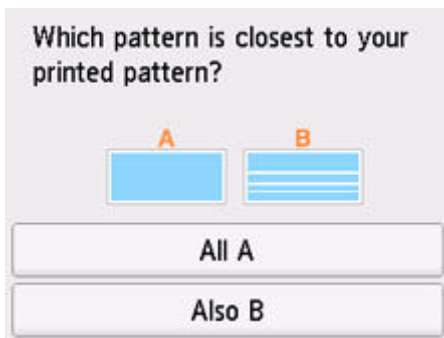 Which pattern is closest to your
printed pattern?
A B
All A
Also B